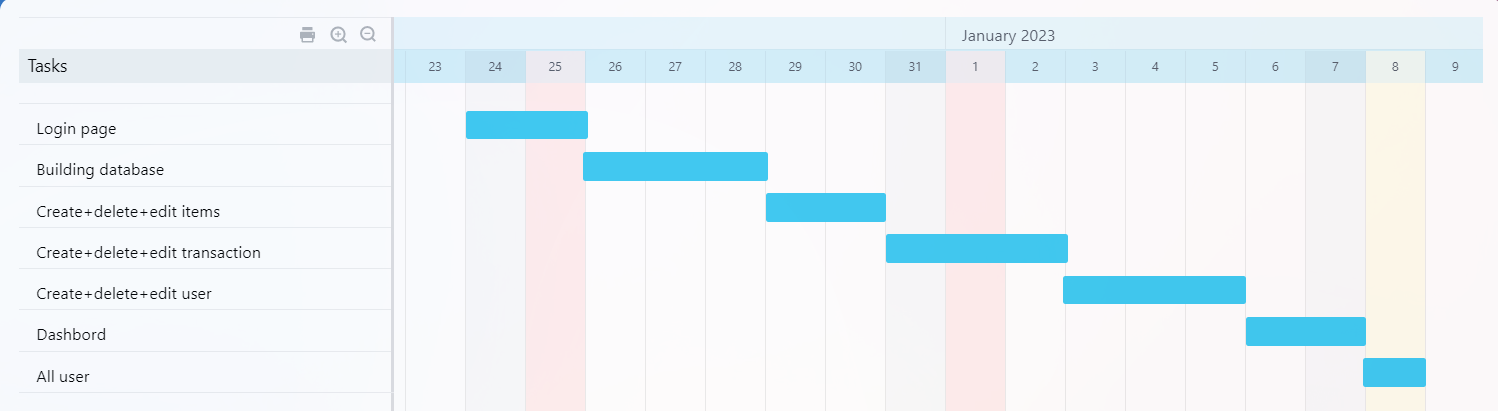 January 2023
Tasks
23 24 25 26 27 28 29 30 31 1 2 3 4 5 6 7 8 9
Login page
Building database
Create+delete+edit items
Create+delete+edit transaction
Create+delete+edit user
Dashbord
All user